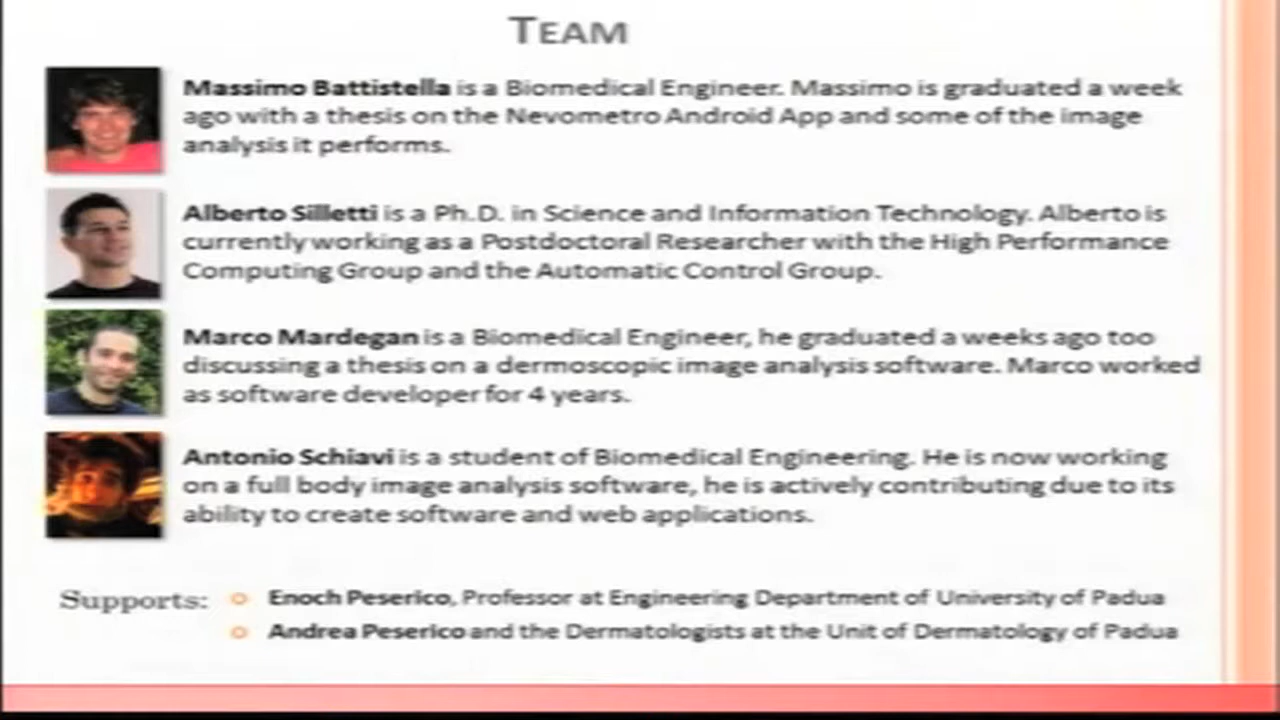 TEAM
Massimo Battistella is a Biomedical Engineer. Massimo is graduated a week
ago with a thesis on the Nevometro Android App and some of the image
analysis it performs.
Alberto Silletti is a Ph.D. in Science and Information Technology. Alberto is
currently working as a Postdoctoral Researcher with the High Performance
Computing Group and the Automatic Control Group.
Marco Mardegan is a Biomedical Engineer, he graduated a weeks ago too
discussing a thesis on a dermoscopic image analysis software. Marco worked
as software developer for 4 years.
Antonio Schiavi is a student of Biomedical Engineering. He is now working
on a full body image analysis software, he is actively contributing due to its
ability to create software and web applications.
Supports: Enoch Peserico, Professor at Engineering Department of University of Padua
Andrea Peserico and the Dermatologists at the Unit of Dermatology of Padua